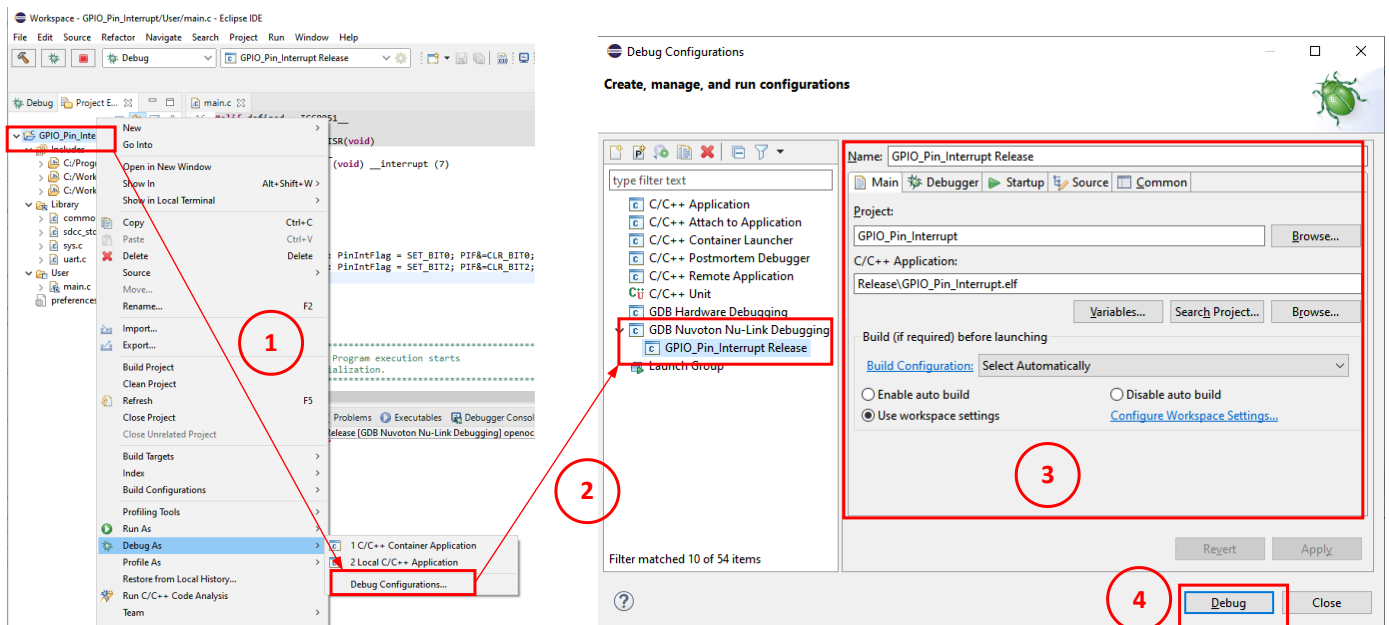 Workspace - GPIO_Pin_Interrupt/User/main.c - Eclipse IDE
File Edit Source Refactor Navigate Search Project Run Window Help
Debug
GPIO_Pin_Interrupt Release
Debug
Project E...
main.c
GPIO_Pin_Inte
Includes
C:/Prog
C:/Work
C:/Work
Library
commo
sdcc_sto
sys.c
uart.c
User
main.c
preferences
ISR(void)
(void) __interrupt (7)
: PinIntFlag = SET_BIT0; PIF&=CLR_BIT0;
: PinIntFlag = SET_BIT2; PIF&=CLR_BIT2;
Program execution starts
ialization.
Problems Executables Debugger Consol
elease [GDB Nuvoton Nu-Link Debugging] openoc
New
Go Into
Open in New Window
Show In Alt+Shift+W
Show in Local Terminal
Copy Ctrl+C
Paste Ctrl+V
Delete Delete
Source
Move...
Rename... F2
Import...
Export...
Build Project
Clean Project
Refresh F5
Close Project
Close Unrelated Project
Build Targets
Index
Build Configurations
Profiling Tools
Run As
Debug As
Profile As
Restore from Local History...
Run C/C++ Code Analysis
Team
1 C/C++ Container Application
2 Local C/C++ Application
Debug Configurations...
1
2
Debug Configurations
Create, manage, and run configurations
type filter text
C/C++ Application
C/C++ Attach to Application
C/C++ Container Launcher
C/C++ Postmortem Debugger
C/C++ Remote Application
C/C++ Unit
GDB Hardware Debugging
GDB Nuvoton Nu-Link Debugging
GPIO_Pin_Interrupt Release
Launch Group
Filter matched 10 of 54 items
Name: GPIO_Pin_Interrupt Release
Main Debugger Startup Source Common
Project:
GPIO_Pin_Interrupt Browse...
C/C++ Application:
Release\GPIO_Pin_Interrupt.elf
Variables... Search Project... Browse...
Build (if required) before launching
Build Configuration: Select Automatically
Enable auto build Disable auto build
Use workspace settings Configure Workspace Settings...
3
Revert Apply
4
Debug Close